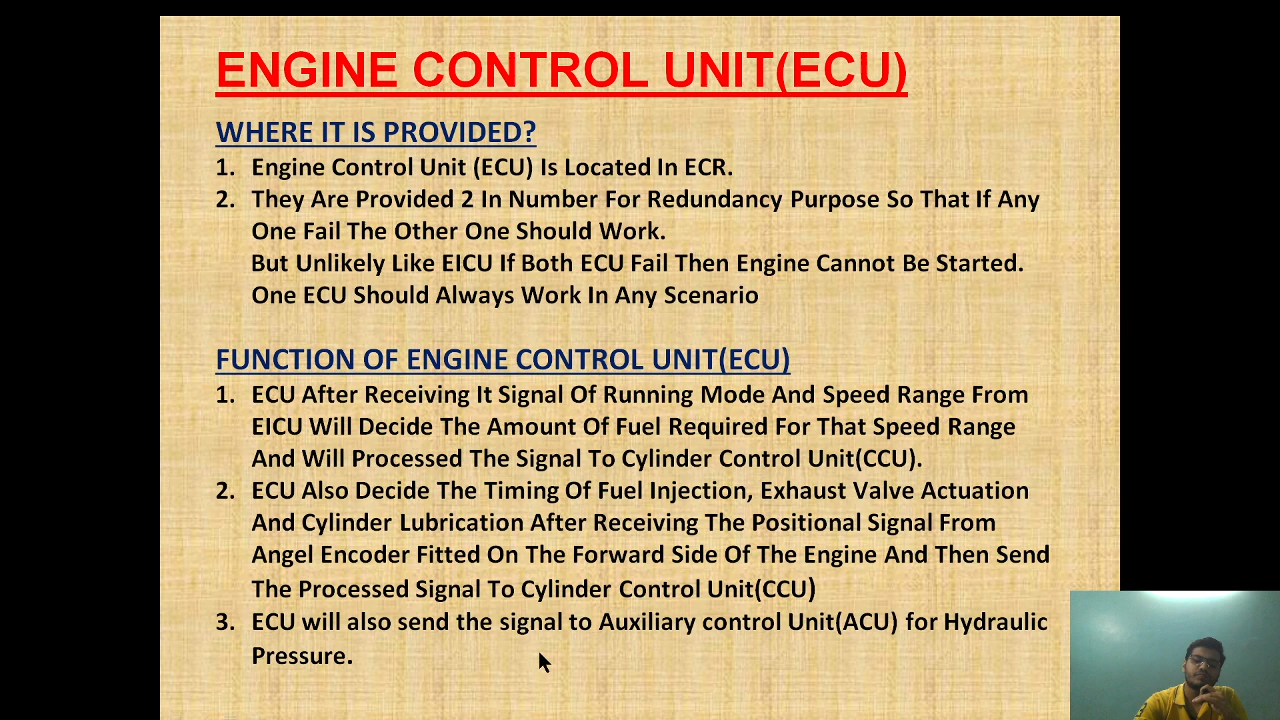 ENGINE CONTROL UNIT(ECU)
WHERE IT IS PROVIDED?
1. Engine Control Unit (ECU) Is Located In ECR.
2. They Are Provided 2 In Number For Redundancy Purpose So That If Any
One Fail The Other One Should Work.
But Unlikely Like EICU If Both ECU Fail Then Engine Cannot Be Started.
One ECU Should Always Work In Any Scenario
FUNCTION OF ENGINE CONTROL UNIT(ECU)
1. ECU After Receiving It Signal Of Running Mode And Speed Range From
EICU Will Decide The Amount Of Fuel Required For That Speed Range
And Will Processed The Signal To Cylinder Control Unit(CCU).
2. ECU Also Decide The Timing Of Fuel Injection, Exhaust Valve Actuation
And Cylinder Lubrication After Receiving The Positional Signal From
Angel Encoder Fitted On The Forward Side Of The Engine And Then Send
The Processed Signal To Cylinder Control Unit(CCU)
3. ECU will also send the signal to Auxiliary control Unit(ACU) for Hydraulic
Pressure.